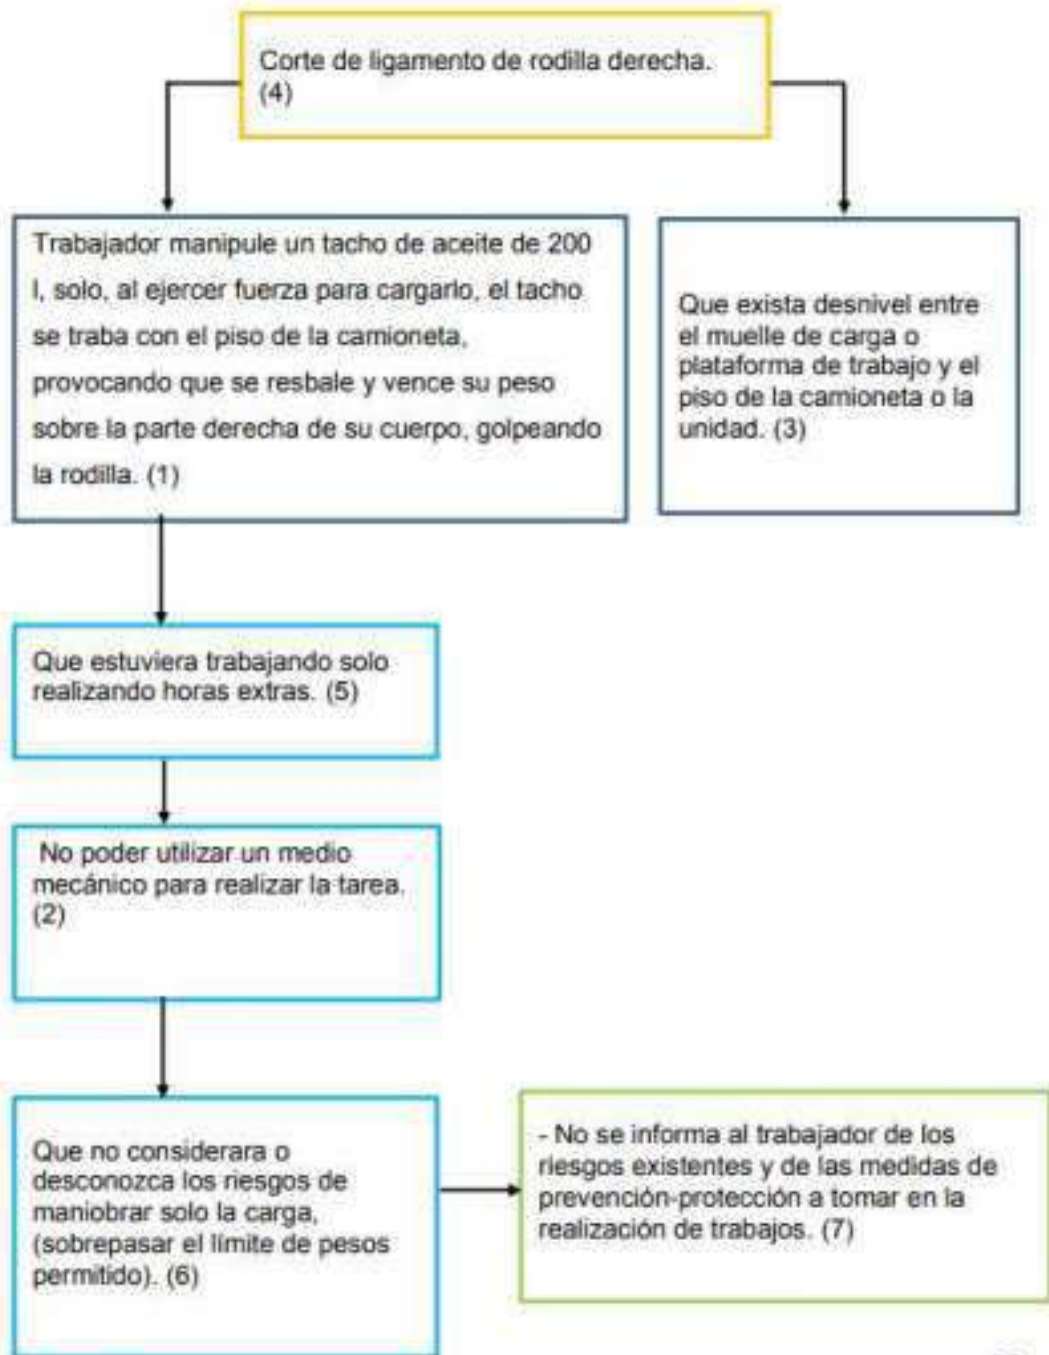 Corte de ligamento de rodilla derecha.
(4)
Trabajador manipule un tacho de aceite de 200
l, solo, al ejercer fuerza para cargarlo, el tacho
se traba con el piso de la camioneta,
provocando que se resbale y vence su peso
sobre la parte derecha de su cuerpo, golpeando
la rodilla. (1)
Que exista desnivel entre
el muelle de carga o
plataforma de trabajo y el
piso de la camioneta o la
unidad. (3)
Que estuviera trabajando solo
realizando horas extras. (5)
No poder utilizar un medio
mecánico para realizar la tarea.
(2)
Que no considerara o
desconozca los riesgos de
maniobrar solo la carga,
(sobrepasar el límite de pesos
permitido). (6)
- No se informa al trabajador de los
riesgos existentes y de las medidas de
prevención-protección a tomar en la
realización de trabajos. (7)